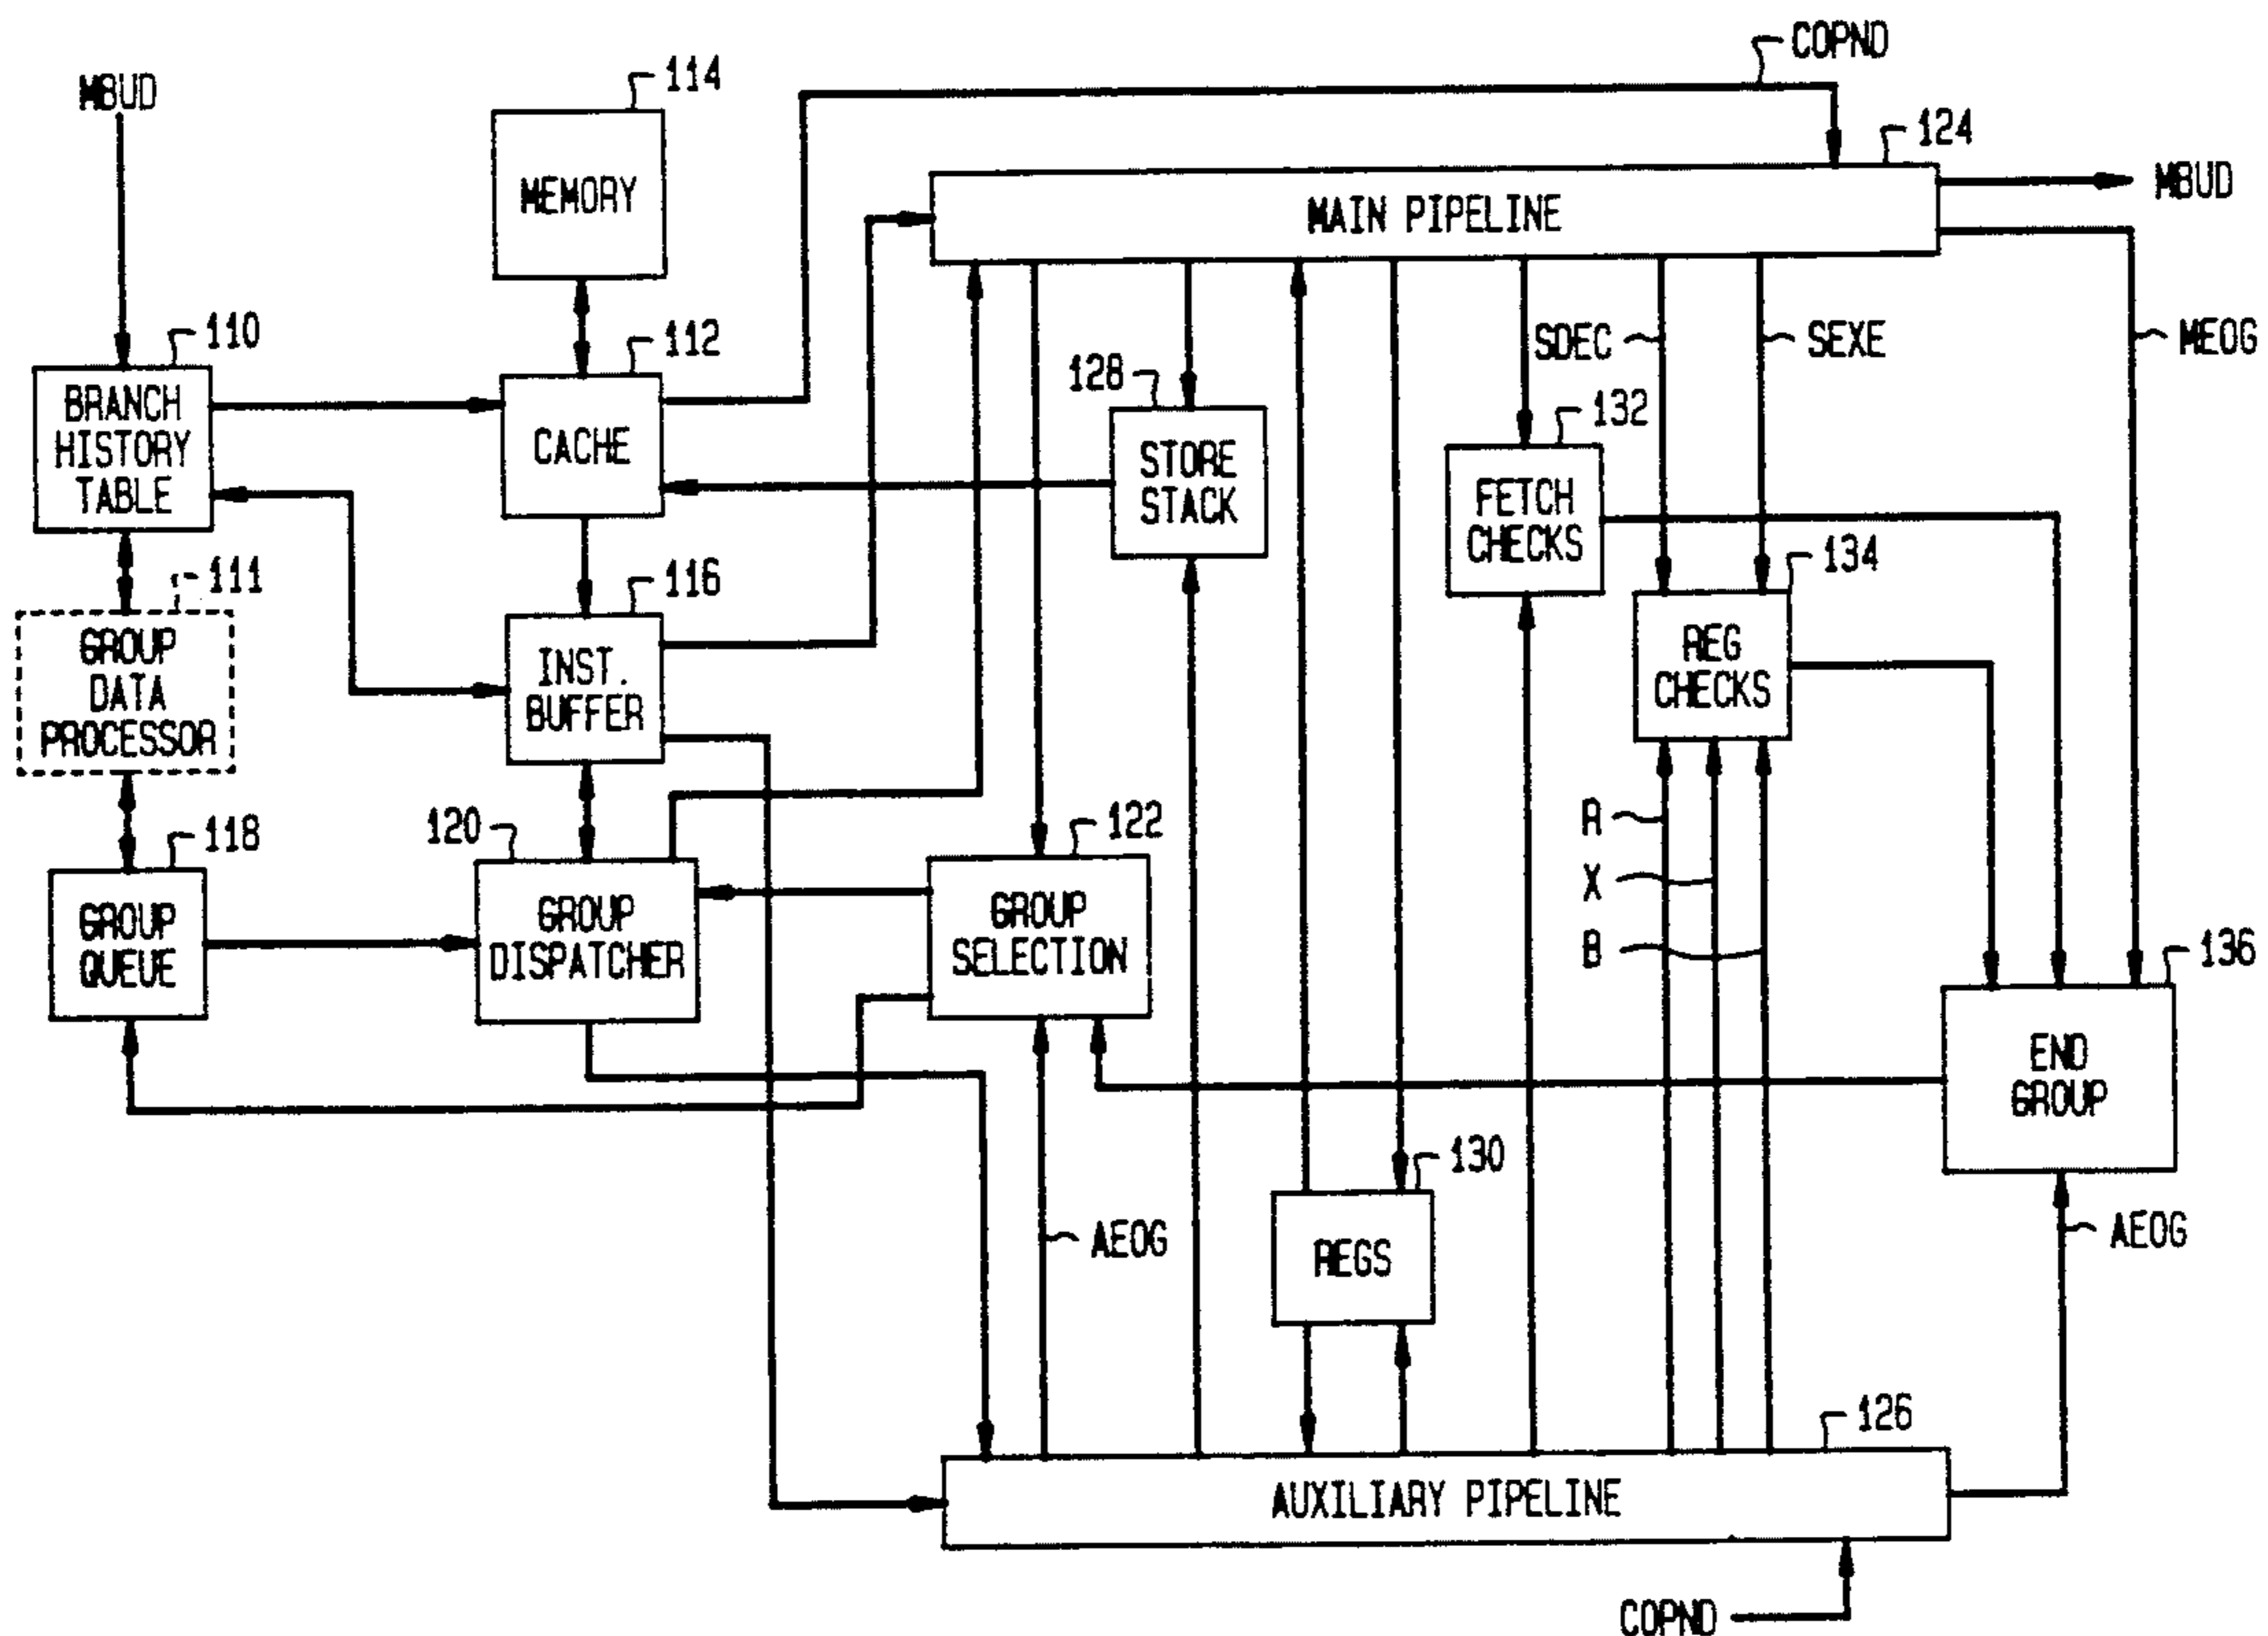 COPND
MBUD
114
MEMORY
124
MAIN PIPELINE
MBUD
110
BRANCH
HISTORY
TABLE
112
CACHE
128
STORE
STACK
SDEC
SEXE
MEOG
132
FETCH
CHECKS
111
GROUP
DATA
PROCESSOR
116
INST.
BUFFER
134
REG
CHECKS
118
GROUP
QUEUE
120
GROUP
DISPATCHER
122
GROUP
SELECTION
R
X
B
136
END
GROUP
130
REGS
AEOG
AEOG
126
AUXILIARY PIPELINE
COPND